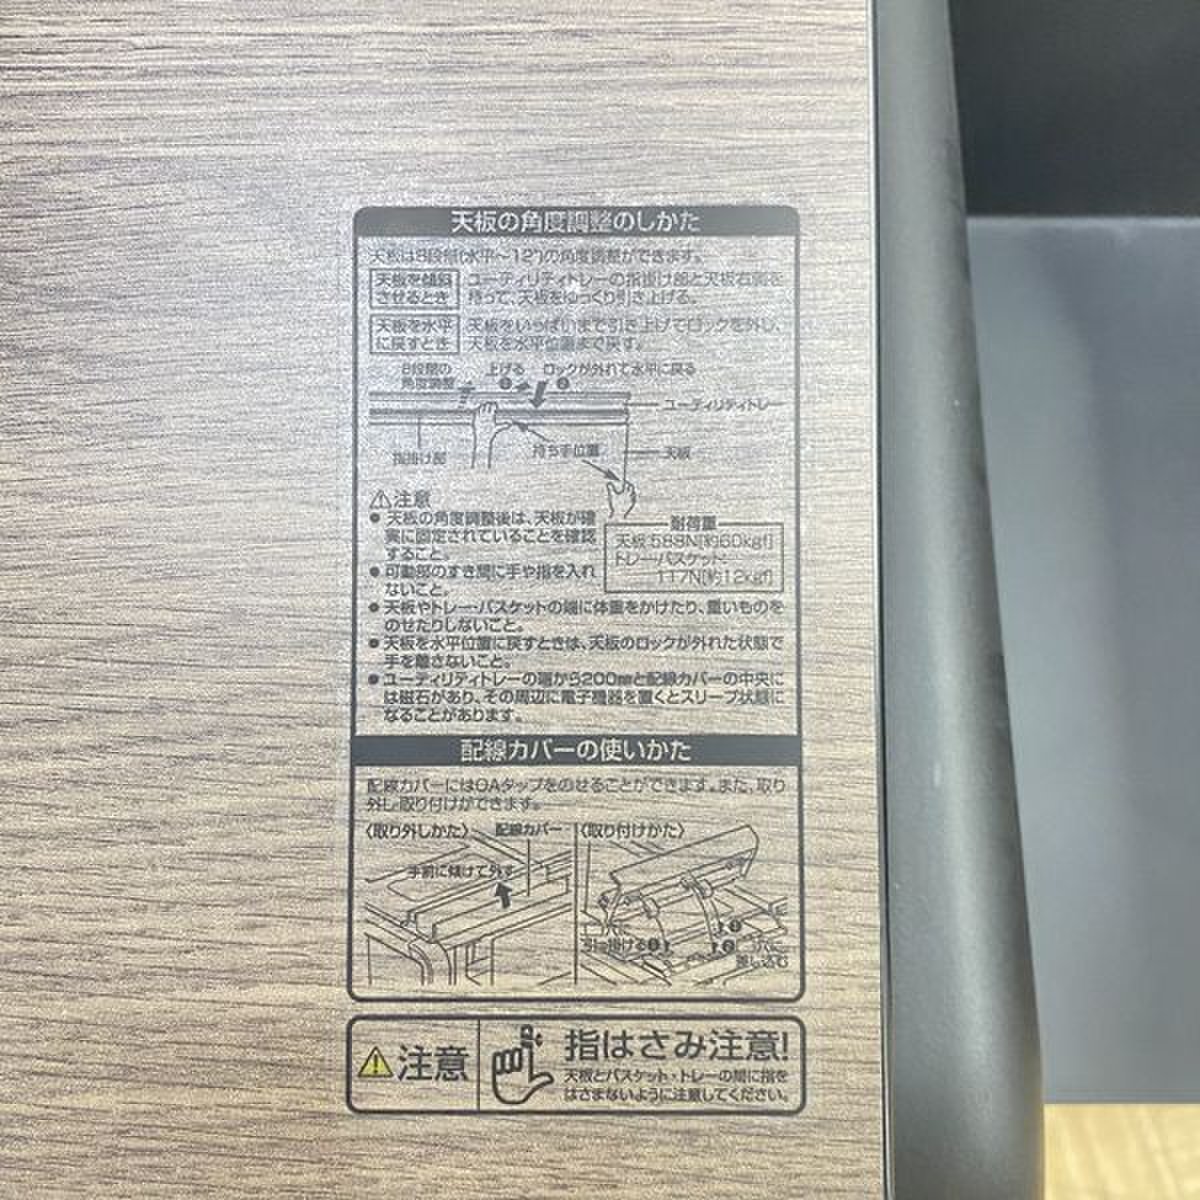 天板の角度調整のしかた
天板は8段階(水平〜12°)の角度調整ができます。
天板を傾斜
させるとき
ユーティリティトレーの指掛け部と天板右奥を
持って、天板をゆっくり引き上げる。
天板を水平
に戻すとき
天板をいっぱいまで引き上げてロックを外し、
天板を水平位置まで戻す。
8段階の
角度調整
上げる
ロックが外れて水平に戻る
❶
❷
ユーティリティトレー
指掛け部
持ち手位置
天板
⚠注意
● 天板の角度調整後は、天板が確
実に固定されていることを確認
すること。
● 可動部のすき間に手や指を入れ
ないこと。
耐荷重
天板:588N[約60kgf]
トレー・バスケット:
117N[約12kgf]
● 天板やトレー・バスケットの端に体重をかけたり、重いものを
のせたりしないこと。
● 天板を水平位置に戻すときは、天板のロックが外れた状態で
手を離さないこと。
● ユーティリティトレーの端から200mmと配線カバーの中央に
は磁石があり、その周辺に電子機器を置くとスリープ状態に
なることがあります。
配線カバーの使いかた
配線カバーにはOAタップをのせることができます。また、取り
外し・取り付けができます。
〈取り外しかた〉
配線カバー
手前に傾けて外す
〈取り付けかた〉
穴に
引っ掛ける❶
❶
❷
❷穴に
差し込む
⚠注意
指はさみ注意!
天板とバスケット・トレーの間に指を
はさまないように注意してください。